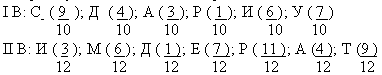 I В: С ( 9 ); Д ( 4 ); А ( 3 ); Р ( 1 ); И ( 6 ); У ( 7 )
10 10 10 10 10 10
II В: И ( 3 ); М ( 6 ); Д ( 1 ); Е ( 7 ); Р ( 11 ); А ( 4 ); Т ( 9 )
12 12 12 12 12 12 12